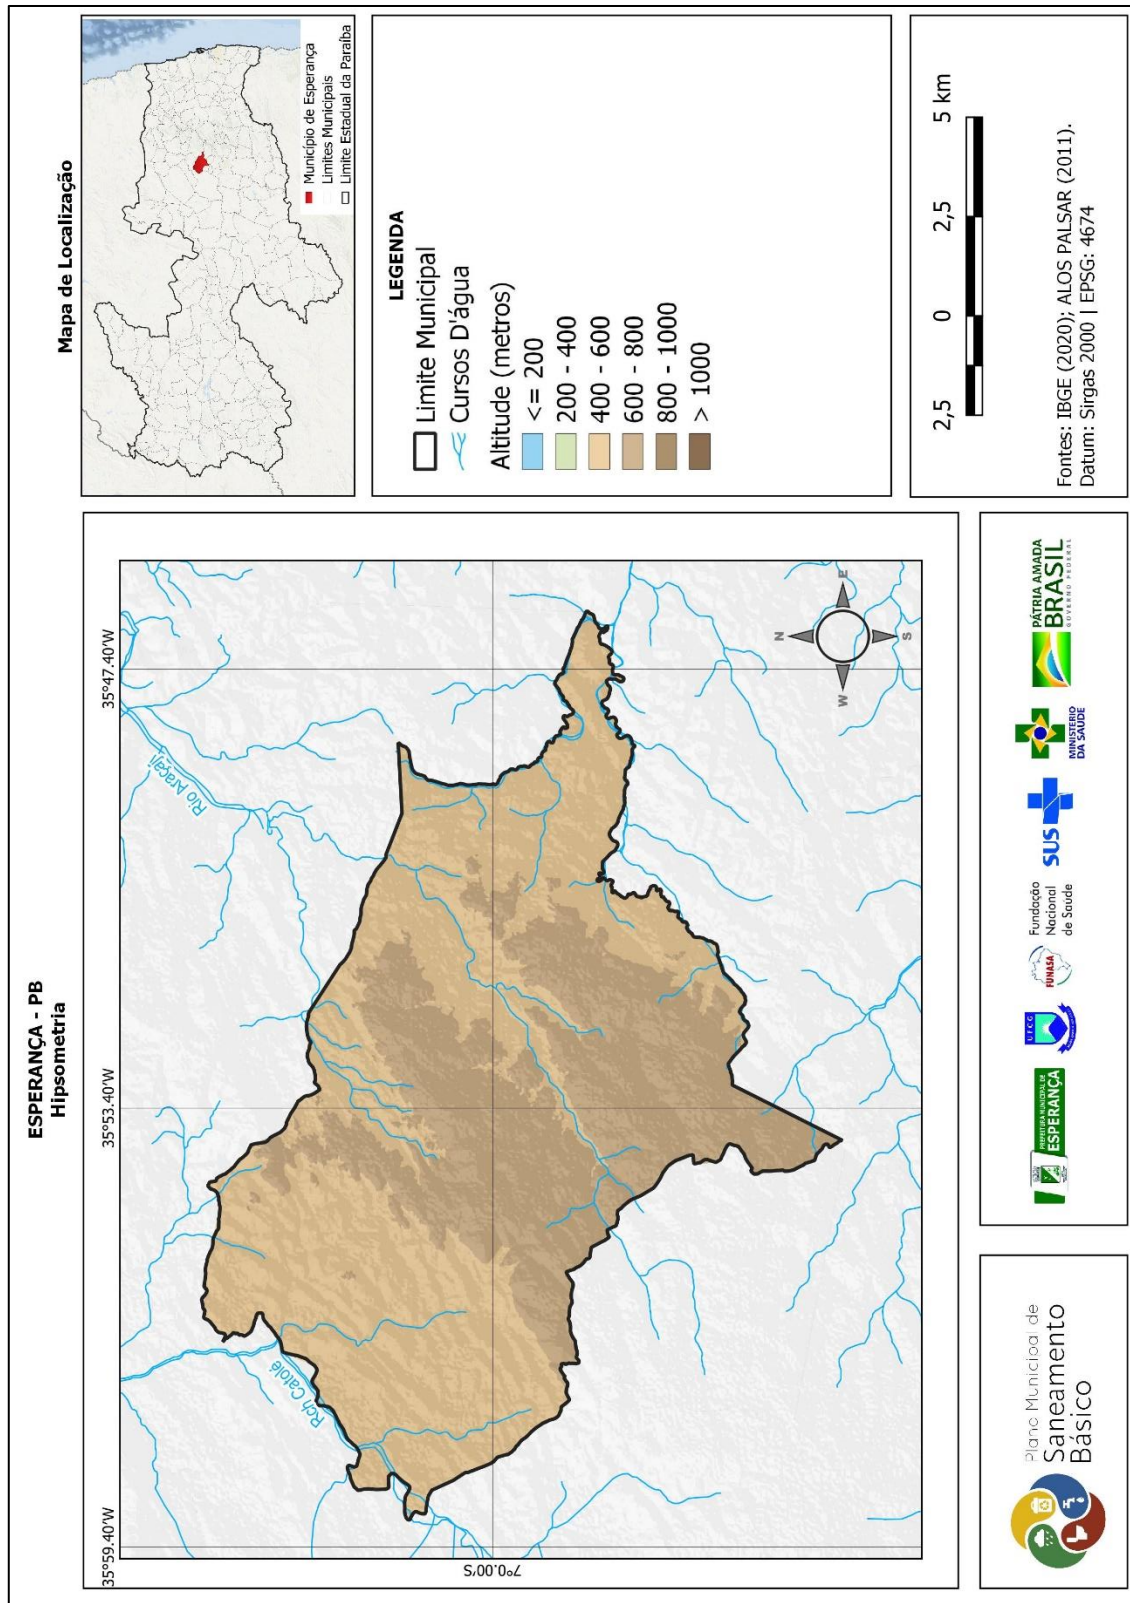 ESPERANÇA - PB
Hipsometria
35°59.40'W
35°53.40'W
35°47.40'W
7°0.00'S
Rch Catolé
Rio Araçaji
N
W
E
S
Mapa de Localização
Município de Esperança
Limites Municipais
Limite Estadual da Paraíba
LEGENDA
Limite Municipal
Cursos D'água
Altitude (metros)
<= 200
200 - 400
400 - 600
600 - 800
800 - 1000
> 1000
2,5 0 2,5 5 km
Fontes: IBGE (2020); ALOS PALSAR (2011).
Datum: Sirgas 2000 | EPSG: 4674
Plano Municipal de
Saneamento
Básico
PREFEITURA MUNICIPAL DE
ESPERANÇA
UFCG
FUNASA
Fundação
Nacional
de Saúde
SUS
MINISTÉRIO
DA SAÚDE
PÁTRIA AMADA
BRASIL
GOVERNO FEDERAL